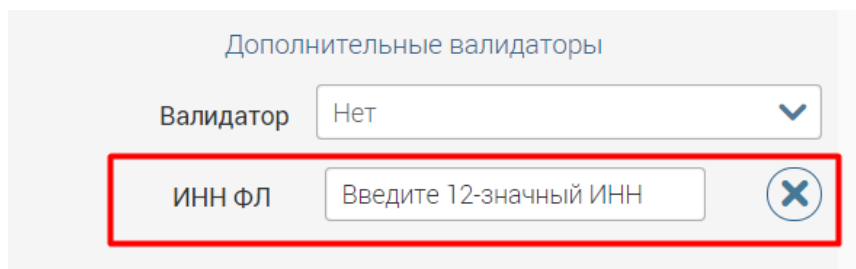 Дополнительные валидаторы
Валидатор Нет
ИНН ФЛ Введите 12-значный ИНН